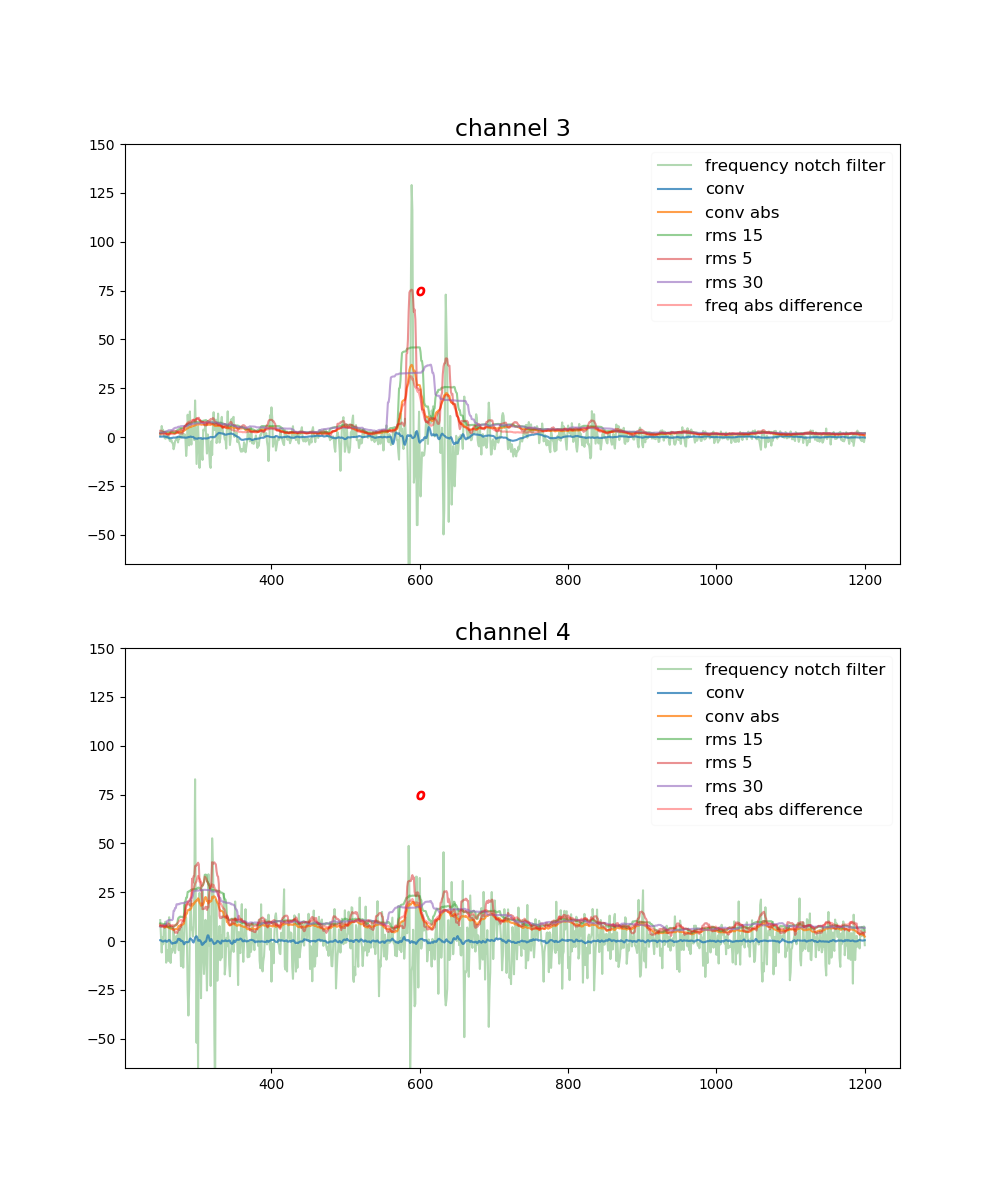 channel 3
150
125
100
75
50
25
0
−25
−50
frequency notch filter
conv
conv abs
rms 15
rms 5
rms 30
freq abs difference
o
400 600 800 1000 1200
channel 4
150
125
100
75
50
25
0
−25
−50
frequency notch filter
conv
conv abs
rms 15
rms 5
rms 30
freq abs difference
o
400 600 800 1000 1200